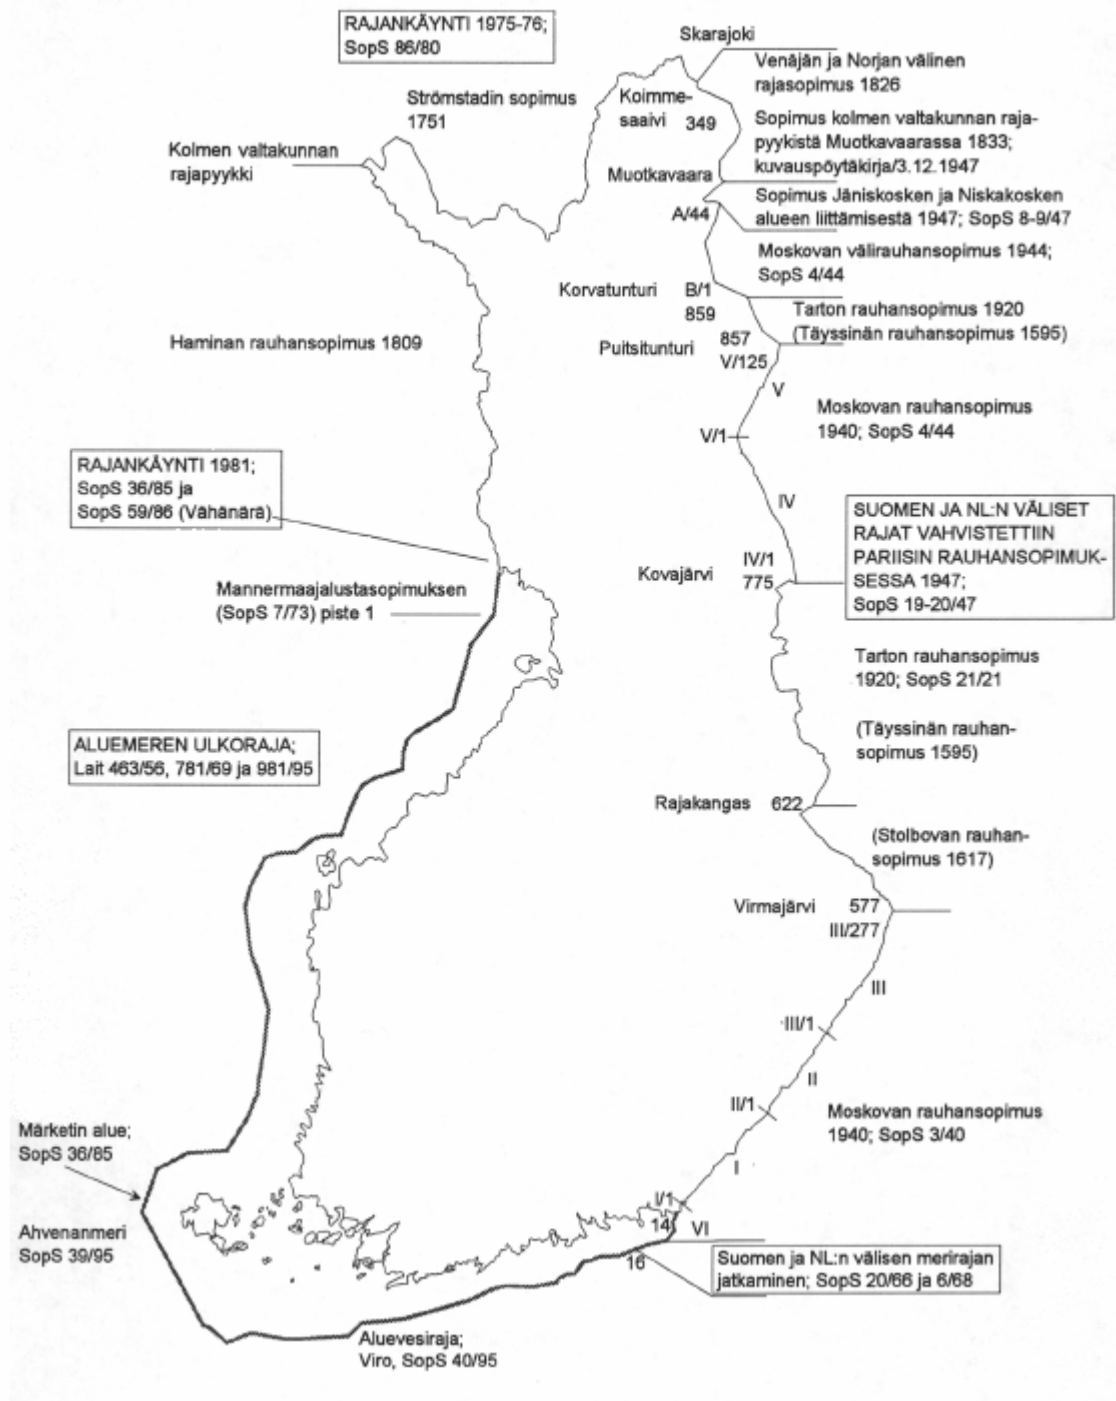 RAJANKÄYNTI 1975-76;
SopS 86/80
Skarajoki
Venäjän ja Norjan välinen
rajasopimus 1826
Strömstadin sopimus
1751
Koimme-
saaivi 349
Sopimus kolmen valtakunnan raja-
pyykistä Muotkavaarassa 1833;
kuvauspöytäkirja/3.12.1947
Kolmen valtakunnan
rajapyykki
Muotkavaara
A/44
Sopimus Jäniskosken ja Niskakosken
alueen liittämisestä 1947; SopS 8-9/47
Moskovan välirauhansopimus 1944;
SopS 4/44
Korvatunturi B/1
859
Tarton rauhansopimus 1920
(Täyssinän rauhansopimus 1595)
Haminan rauhansopimus 1809
857
Puitsitunturi
V/125
V
Moskovan rauhansopimus
1940; SopS 4/44
V/1
RAJANKÄYNTI 1981;
SopS 36/85 ja
SopS 59/86 (Vähänärä)
IV
SUOMEN JA NL:N VÄLISET
RAJAT VAHVISTETTIIN
PARIISIN RAUHANSOPIMUK-
SESSA 1947;
SopS 19-20/47
IV/1
Kovajärvi 775
Mannermaajalustasopimuksen
(SopS 7/73) piste 1
Tarton rauhansopimus
1920; SopS 21/21
(Täyssinän rauhan-
sopimus 1595)
ALUEMEREN ULKORAJA;
Lait 463/56, 781/69 ja 981/95
Rajakangas 622
(Stolbovan rauhan-
sopimus 1617)
Virmajärvi 577
III/277
III
III/1
II
II/1
Moskovan rauhansopimus
1940; SopS 3/40
I
Märketin alue;
SopS 36/85
I/1
14
VI
Ahvenanmeri
SopS 39/95
16
Suomen ja NL:n välisen merirajan
jatkaminen; SopS 20/66 ja 6/68
Aluevesiraja;
Viro, SopS 40/95